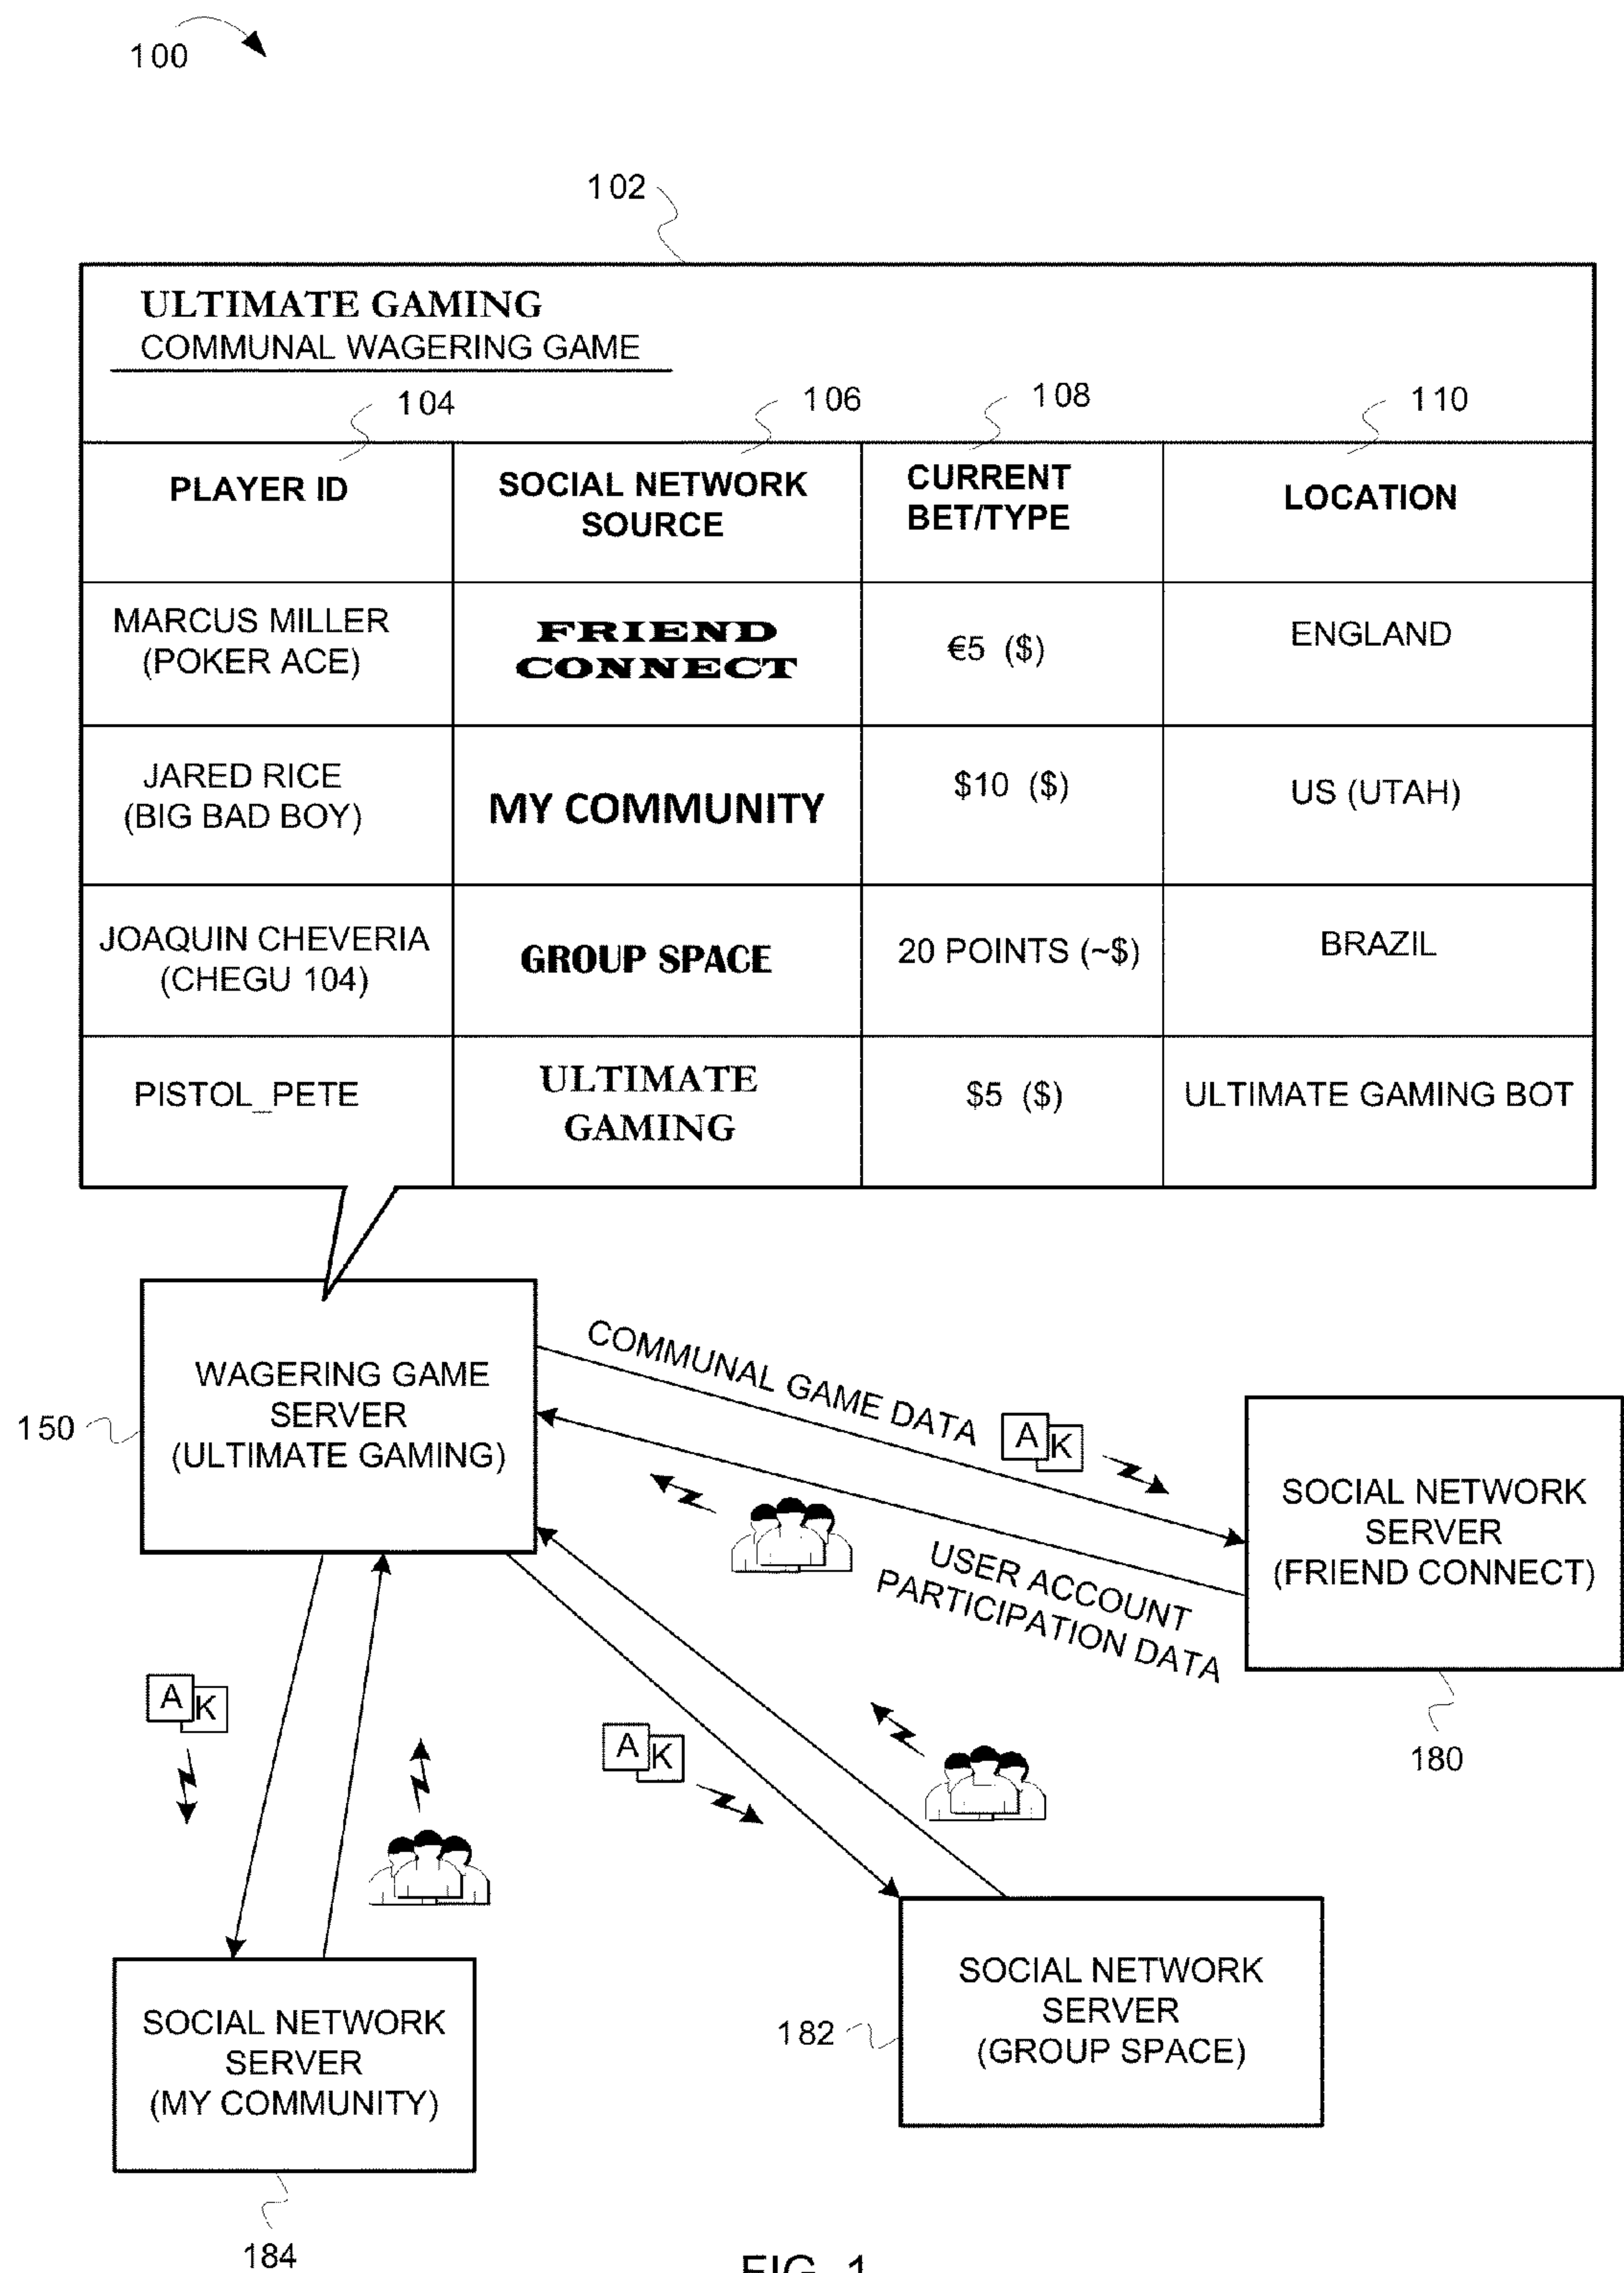 100
102
ULTIMATE GAMING
COMMUNAL WAGERING GAME
104
106
108
110
PLAYER ID
SOCIAL NETWORK
SOURCE
CURRENT
BET/TYPE
LOCATION
MARCUS MILLER
(POKER ACE)
FRIEND
CONNECT
€5 ($)
ENGLAND
JARED RICE
(BIG BAD BOY)
MY COMMUNITY
$10 ($)
US (UTAH)
JOAQUIN CHEVERIA
(CHEGU 104)
GROUP SPACE
20 POINTS (~$)
BRAZIL
PISTOL_PETE
ULTIMATE
GAMING
$5 ($)
ULTIMATE GAMING BOT
150
WAGERING GAME
SERVER
(ULTIMATE GAMING)
COMMUNAL GAME DATA
A K
USER ACCOUNT
PARTICIPATION DATA
SOCIAL NETWORK
SERVER
(FRIEND CONNECT)
180
A K
A K
SOCIAL NETWORK
SERVER
(GROUP SPACE)
182
SOCIAL NETWORK
SERVER
(MY COMMUNITY)
184
FIG. 1